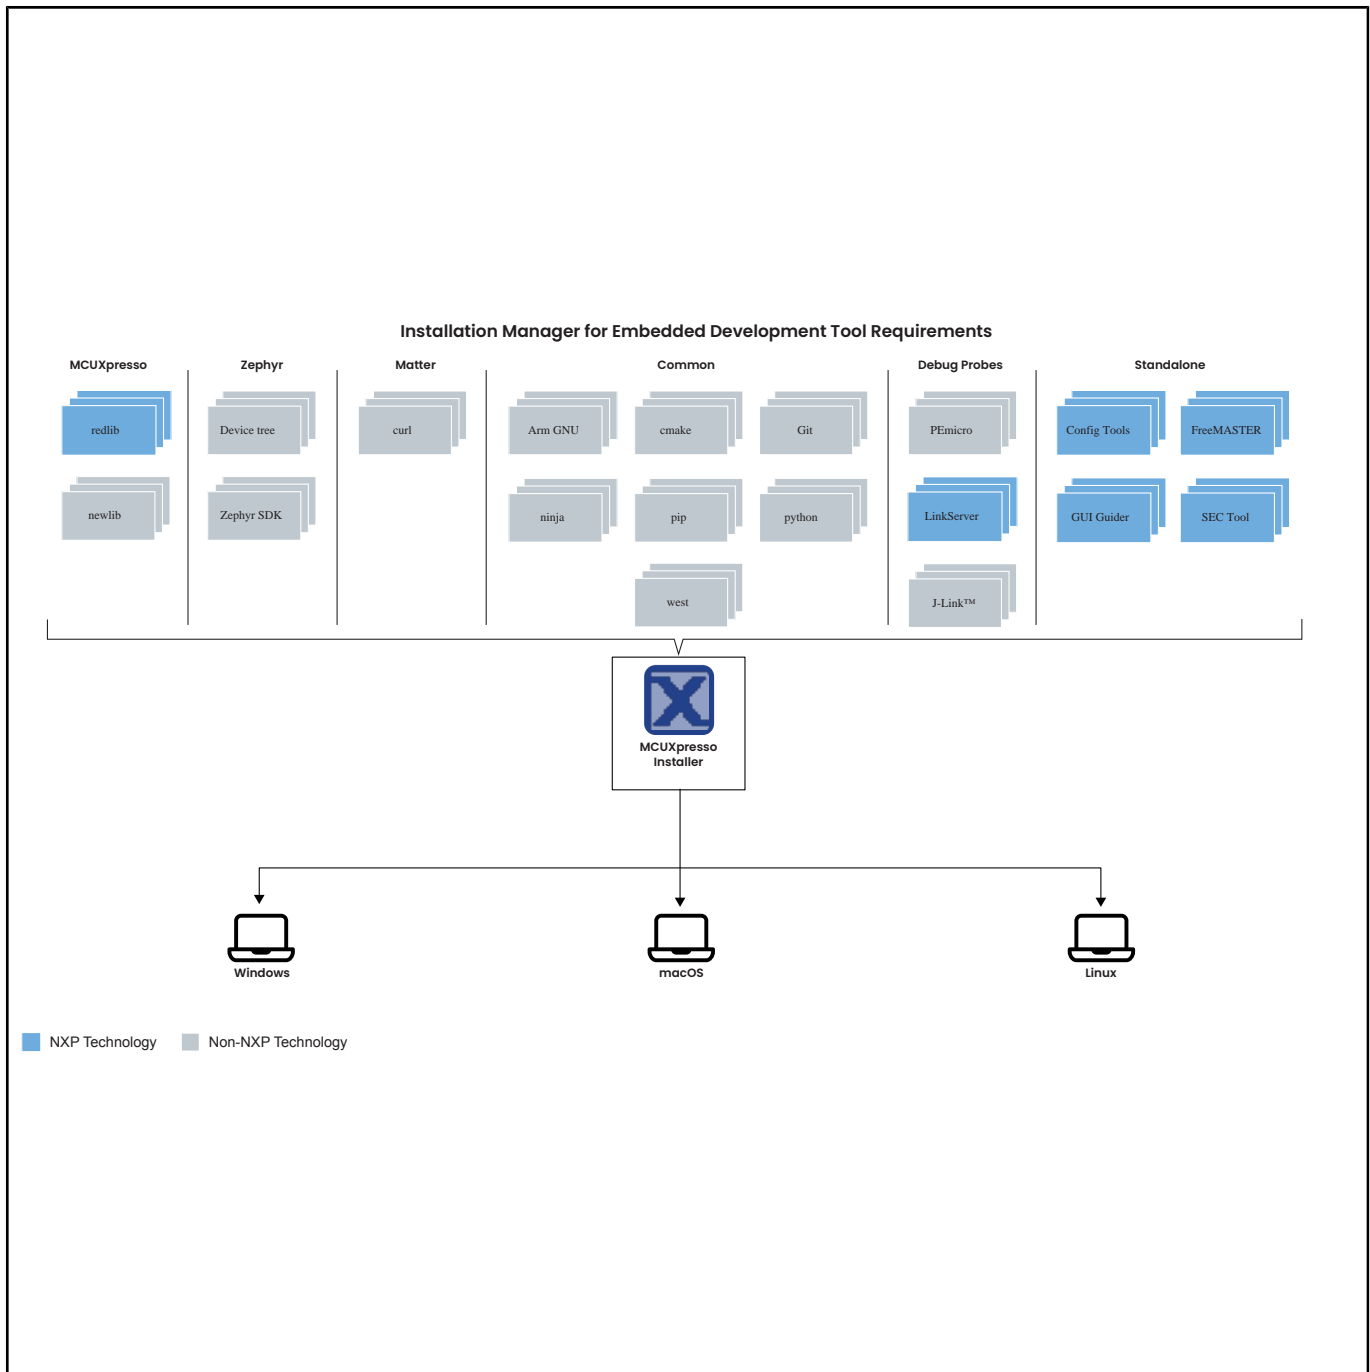 Installation Manager for Embedded Development Tool Requirements
MCUXpresso
Zephyr
Matter
Common
Debug Probes
Standalone
redlib
Device tree
curl
Arm GNU
cmake
Git
PEmicro
Config Tools
FreeMASTER
newlib
Zephyr SDK
ninja
pip
python
LinkServer
GUI Guider
SEC Tool
west
J-Link™
MCUXpresso
Installer
Windows
macOS
Linux
NXP Technology
Non-NXP Technology